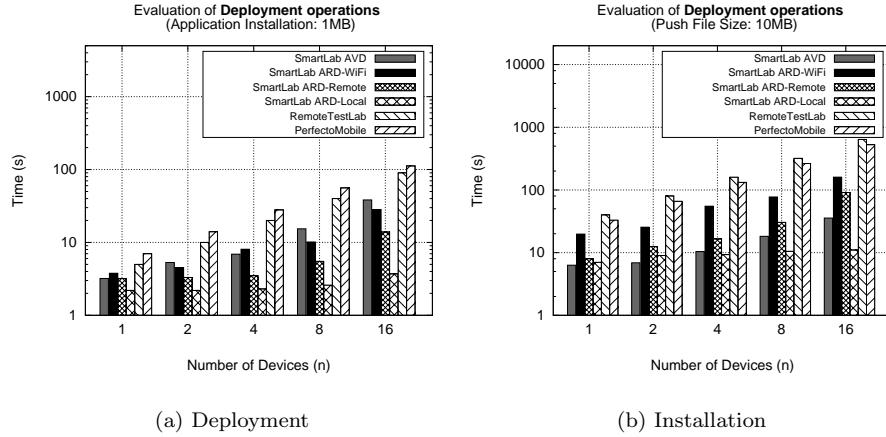 Evaluation of Deployment operations
(Application Installation: 1MB)
SmartLab AVD
SmartLab ARD-WiFi
SmartLab ARD-Remote
SmartLab ARD-Local
RemoteTestLab
PerfectoMobile
Time (s)
1000
100
10
1
1 2 4 8 16
Number of Devices (n)
(a) Deployment
Evaluation of Deployment operations
(Push File Size: 10MB)
SmartLab AVD
SmartLab ARD-WiFi
SmartLab ARD-Remote
SmartLab ARD-Local
RemoteTestLab
PerfectoMobile
Time (s)
10000
1000
100
10
1
1 2 4 8 16
Number of Devices (n)
(b) Installation